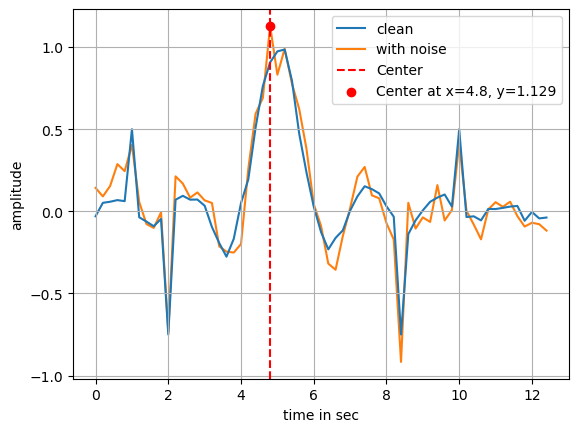 clean
with noise
Center
Center at x=4.8, y=1.129
amplitude
1.0
0.5
0.0
−0.5
−1.0
0 2 4 6 8 10 12
time in sec